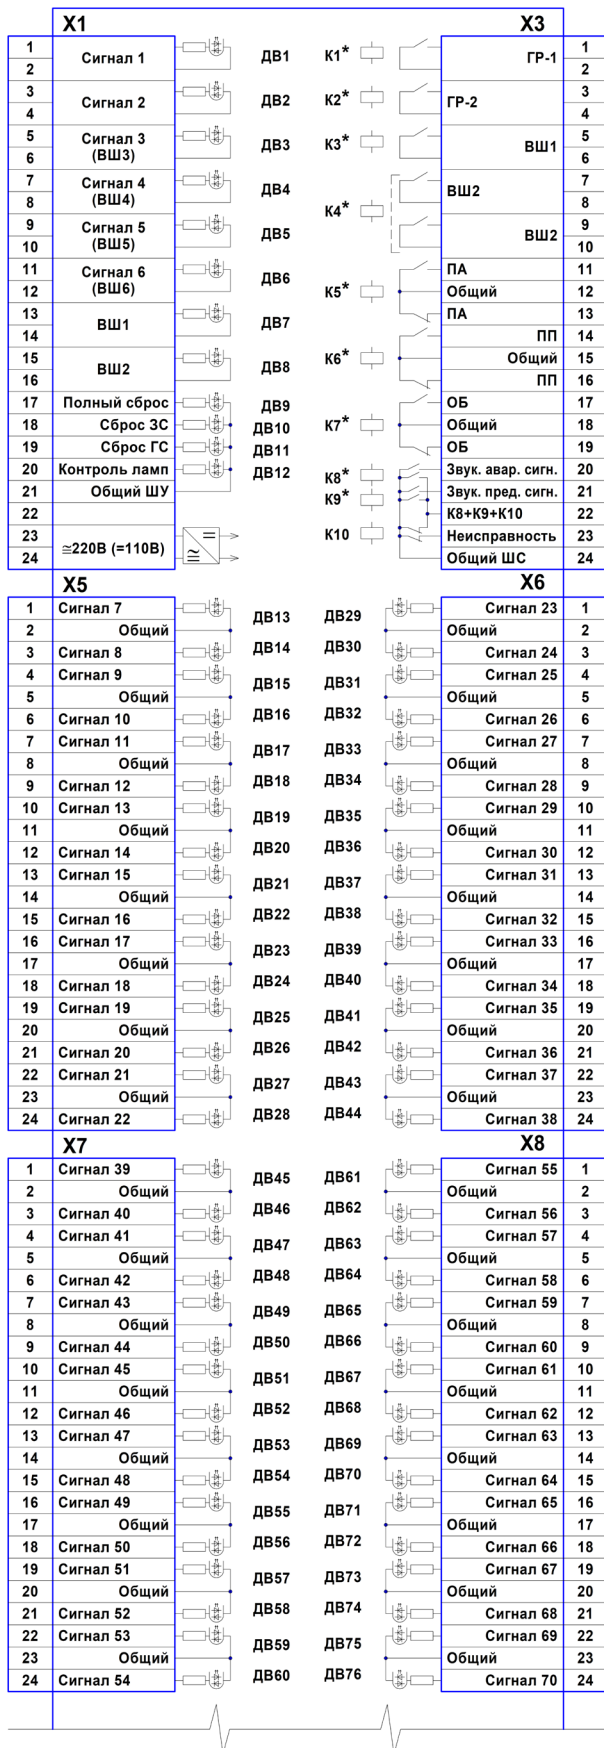 X1
1 Сигнал 1 ДВ1
2
3 Сигнал 2 ДВ2
4
5 Сигнал 3 ДВ3
6 (ВШ3)
7 Сигнал 4 ДВ4
8 (ВШ4)
9 Сигнал 5 ДВ5
10 (ВШ5)
11 Сигнал 6 ДВ6
12 (ВШ6)
13 ВШ1 ДВ7
14
15 ВШ2 ДВ8
16
17 Полный сброс ДВ9
18 Сброс ЗС ДВ10
19 Сброс ГС ДВ11
20 Контроль ламп ДВ12
21 Общий ШУ
22
23 ≅220В (=110В) = ≅
24
X3
К1* ГР-1 1
2
К2* ГР-2 3
4
К3* ВШ1 5
6
К4* ВШ2 7
8
ВШ2 9
10
ПА 11
К5* Общий 12
ПА 13
ПП 14
К6* Общий 15
ПП 16
ОБ 17
К7* Общий 18
ОБ 19
К8* Звук. авар. сигн. 20
К9* Звук. пред. сигн. 21
К8+К9+К10 22
К10 Неисправность 23
Общий ШС 24
X5
1 Сигнал 7 ДВ13
2 Общий
3 Сигнал 8 ДВ14
4 Сигнал 9 ДВ15
5 Общий
6 Сигнал 10 ДВ16
7 Сигнал 11 ДВ17
8 Общий
9 Сигнал 12 ДВ18
10 Сигнал 13 ДВ19
11 Общий
12 Сигнал 14 ДВ20
13 Сигнал 15 ДВ21
14 Общий
15 Сигнал 16 ДВ22
16 Сигнал 17 ДВ23
17 Общий
18 Сигнал 18 ДВ24
19 Сигнал 19 ДВ25
20 Общий
21 Сигнал 20 ДВ26
22 Сигнал 21 ДВ27
23 Общий
24 Сигнал 22 ДВ28
X6
ДВ29 Сигнал 23 1
Общий 2
ДВ30 Сигнал 24 3
ДВ31 Сигнал 25 4
Общий 5
ДВ32 Сигнал 26 6
ДВ33 Сигнал 27 7
Общий 8
ДВ34 Сигнал 28 9
ДВ35 Сигнал 29 10
Общий 11
ДВ36 Сигнал 30 12
ДВ37 Сигнал 31 13
Общий 14
ДВ38 Сигнал 32 15
ДВ39 Сигнал 33 16
Общий 17
ДВ40 Сигнал 34 18
ДВ41 Сигнал 35 19
Общий 20
ДВ42 Сигнал 36 21
ДВ43 Сигнал 37 22
Общий 23
ДВ44 Сигнал 38 24
X7
1 Сигнал 39 ДВ45
2 Общий
3 Сигнал 40 ДВ46
4 Сигнал 41 ДВ47
5 Общий
6 Сигнал 42 ДВ48
7 Сигнал 43 ДВ49
8 Общий
9 Сигнал 44 ДВ50
10 Сигнал 45 ДВ51
11 Общий
12 Сигнал 46 ДВ52
13 Сигнал 47 ДВ53
14 Общий
15 Сигнал 48 ДВ54
16 Сигнал 49 ДВ55
17 Общий
18 Сигнал 50 ДВ56
19 Сигнал 51 ДВ57
20 Общий
21 Сигнал 52 ДВ58
22 Сигнал 53 ДВ59
23 Общий
24 Сигнал 54 ДВ60
X8
ДВ61 Сигнал 55 1
Общий 2
ДВ62 Сигнал 56 3
ДВ63 Сигнал 57 4
Общий 5
ДВ64 Сигнал 58 6
ДВ65 Сигнал 59 7
Общий 8
ДВ66 Сигнал 60 9
ДВ67 Сигнал 61 10
Общий 11
ДВ68 Сигнал 62 12
ДВ69 Сигнал 63 13
Общий 14
ДВ70 Сигнал 64 15
ДВ71 Сигнал 65 16
Общий 17
ДВ72 Сигнал 66 18
ДВ73 Сигнал 67 19
Общий 20
ДВ74 Сигнал 68 21
ДВ75 Сигнал 69 22
Общий 23
ДВ76 Сигнал 70 24